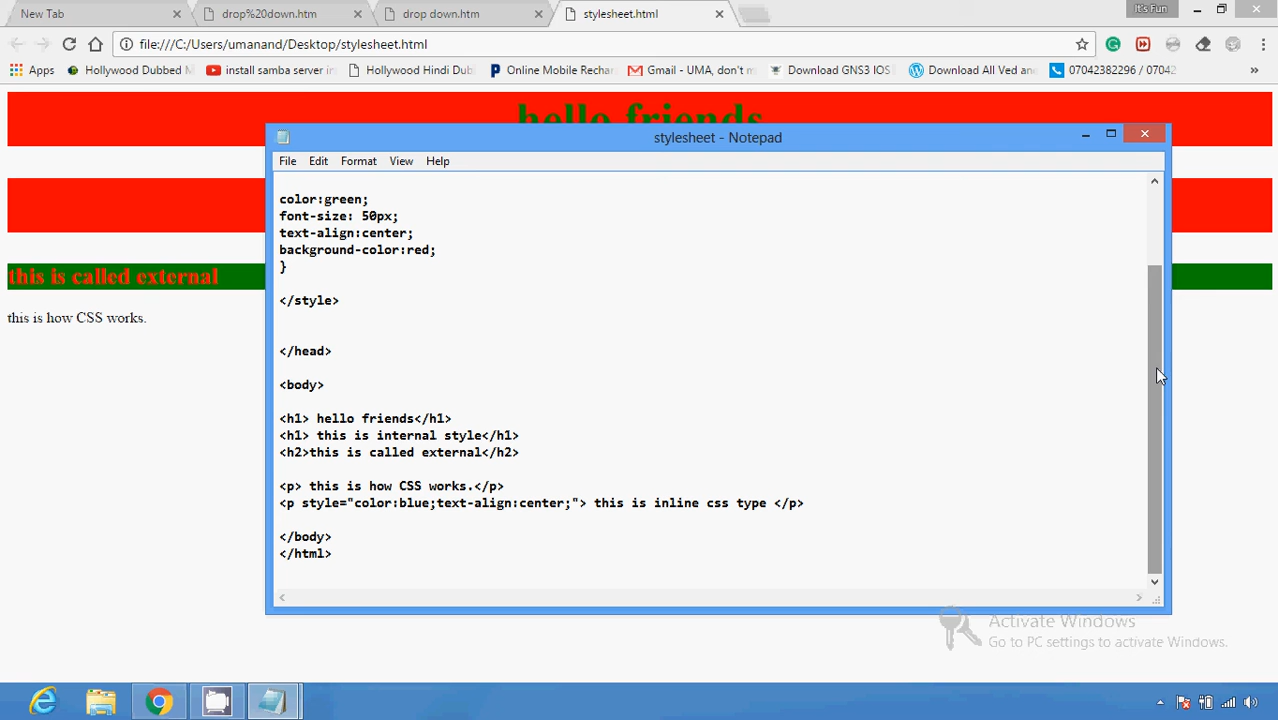 New Tab
drop%20down.htm
drop down.htm
stylesheet.html
It's Fun
file:///C:/Users/umanand/Desktop/stylesheet.html
Apps
Hollywood Dubbed M
install samba server in
Hollywood Hindi Dub
Online Mobile Rechar
Gmail - UMA, don't m
Download GNS3 IOS
Download All Ved and
07042382296 / 07042
hello friends
stylesheet - Notepad
File
Edit
Format
View
Help
color:green;
font-size: 50px;
text-align:center;
background-color:red;
}
</style>
</head>
<body>
<h1> hello friends</h1>
<h1> this is internal style</h1>
<h2>this is called external</h2>
<p> this is how CSS works.</p>
<p style="color:blue;text-align:center;"> this is inline css type </p>
</body>
</html>
this is called external
this is how CSS works.
Activate Windows
Go to PC settings to activate Windows.